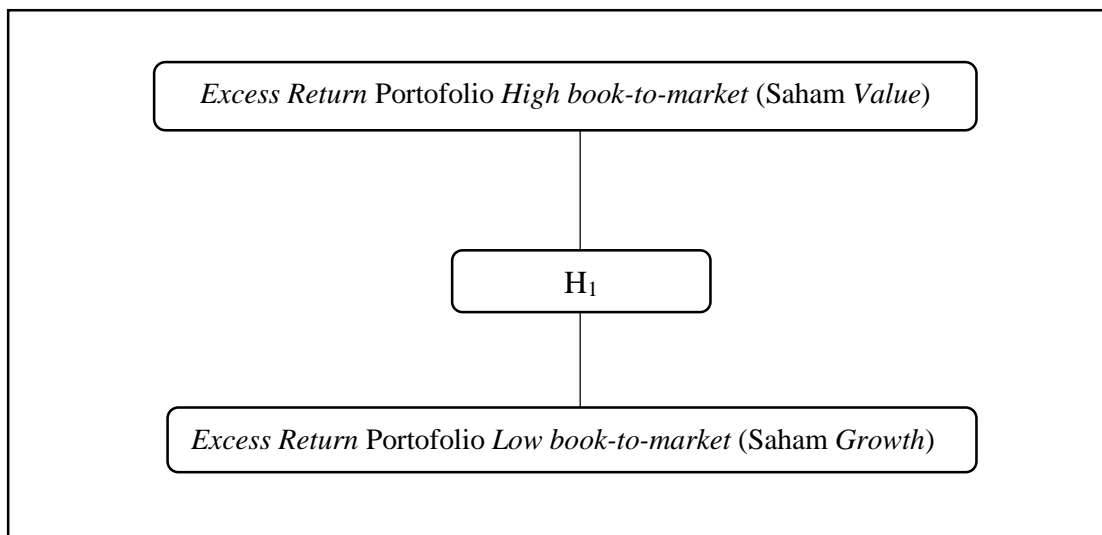 Excess Return Portofolio High book-to-market (Saham Value)
H₁
Excess Return Portofolio Low book-to-market (Saham Growth)